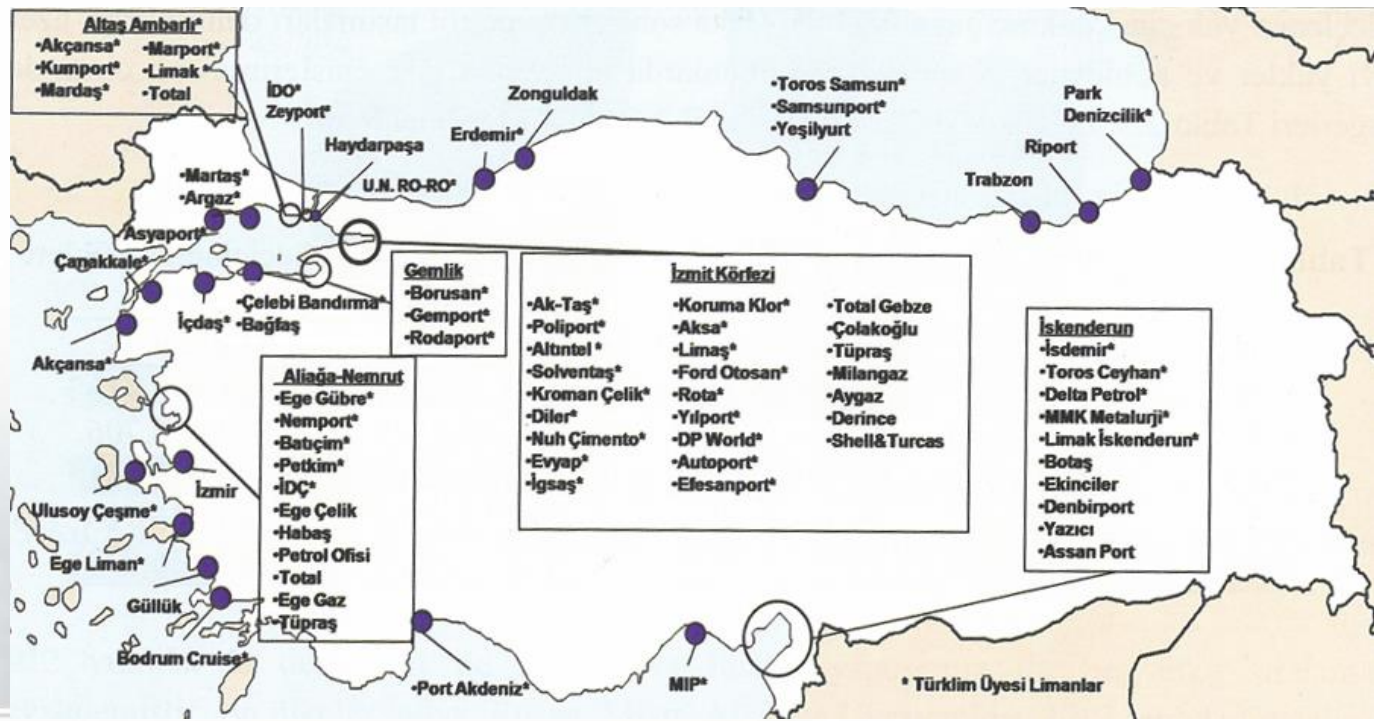 Altaş Ambarlı*
•Akçansa*
•Kumport*
•Mardaş*
•Marport*
•Limak*
•Total
İDO*
Zeyport*
Haydarpaşa
U.N. RO-RO*
Erdemir*
Zonguldak
•Toros Samsun*
•Samsunport*
•Yeşilyurt
Park
Denizcilik*
Riport
Trabzon
•Martaş*
•Argaz*
Asyaport*
Çanakkale*
İçdaş*
•Çelebi Bandırma*
•Bağfaş
Akçansa*
Gemlik
•Borusan*
•Gemport*
•Rodaport*
İzmit Körfezi
•Ak-Taş*
•Poliport*
•Altıntel *
•Solventaş*
•Kroman Çelik*
•Diler*
•Nuh Çimento*
•Evyap*
•İgsaş*
•Koruma Klor*
•Aksa*
•Limaş*
•Ford Otosan*
•Rota*
•Yılport*
•DP World*
•Autoport*
•Efesanport*
•Total Gebze
•Çolakoğlu
•Tüpraş
•Milangaz
•Aygaz
•Derince
•Shell&Turcas
İskenderun
•İsdemir*
•Toros Ceyhan*
•Delta Petrol*
•MMK Metalurji*
•Limak İskenderun*
•Botaş
•Ekinciler
•Denbirport
•Yazıcı
•Assan Port
Aliağa-Nemrut
•Ege Gübre*
•Nemport*
•Batıçim*
•Petkim*
•İDÇ*
•Ege Çelik
•Habaş
•Petrol Ofisi
•Total
•Ege Gaz
•Tüpraş
İzmir
Ulusoy Çeşme*
Ege Liman*
Güllük
Bodrum Cruise*
•Port Akdeniz*
MIP*
* Türklim Üyesi Limanlar